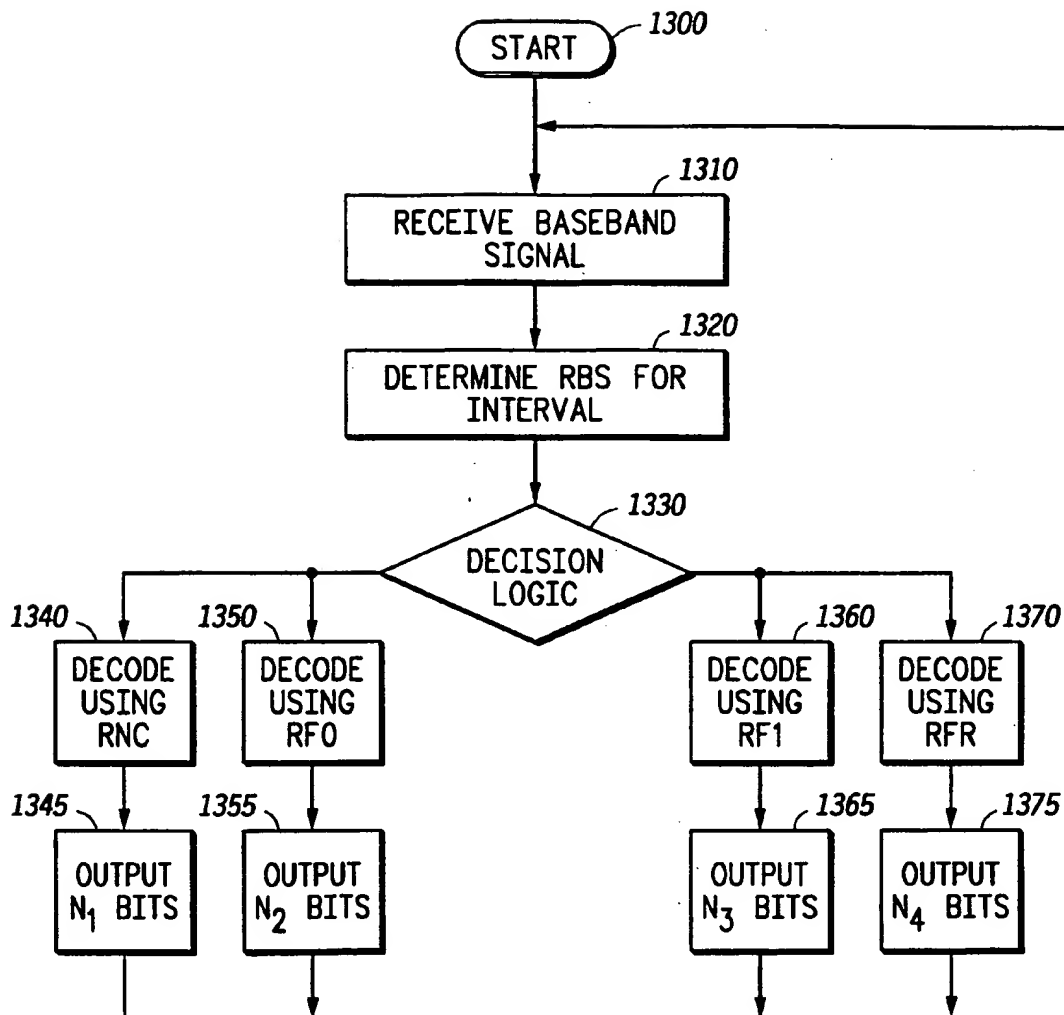 1300
START
1310
RECEIVE BASEBAND
SIGNAL
1320
DETERMINE RBS FOR
INTERVAL
1330
DECISION
LOGIC
1340
DECODE
USING
RNC
1350
DECODE
USING
RF0
1360
DECODE
USING
RF1
1370
DECODE
USING
RFR
1345
OUTPUT
N₁ BITS
1355
OUTPUT
N₂ BITS
1365
OUTPUT
N₃ BITS
1375
OUTPUT
N₄ BITS